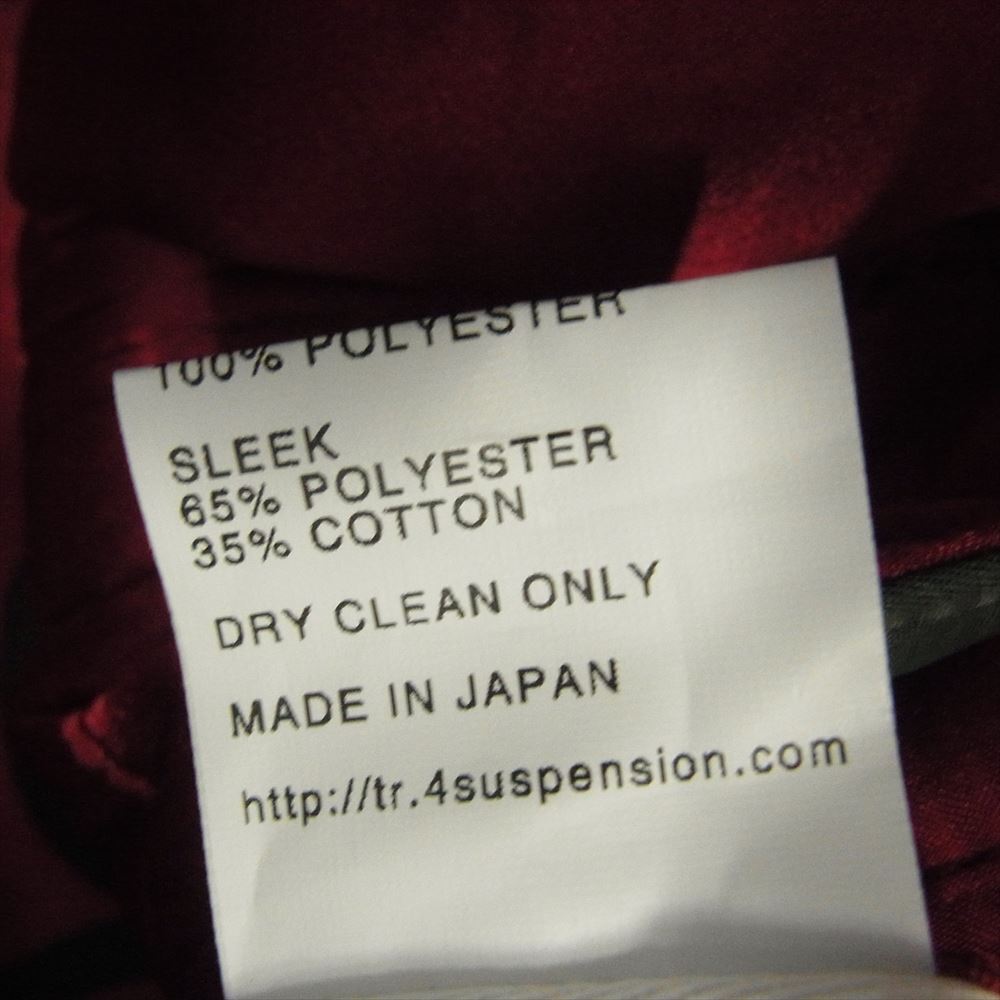 100% POLYESTER
SLEEK
65% POLYESTER
35% COTTON
DRY CLEAN ONLY
MADE IN JAPAN
http://tr.4suspension.com